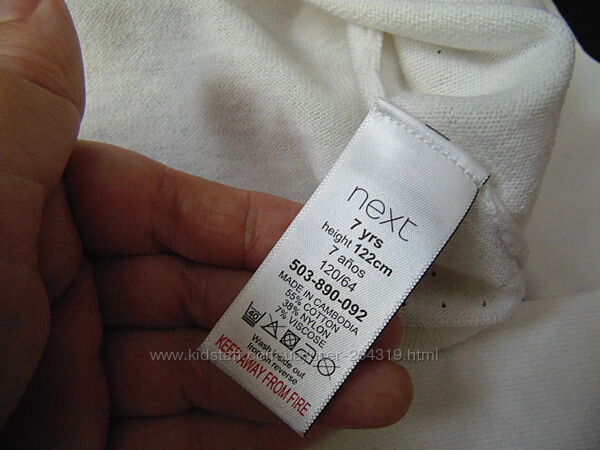 next
7 yrs
height 122cm
7 años
120/64
503-890-092
MADE IN CAMBODIA
55% COTTON
38% NYLON
7% VISCOSE
40
Wash inside out
Iron on reverse
KEEP AWAY FROM FIRE